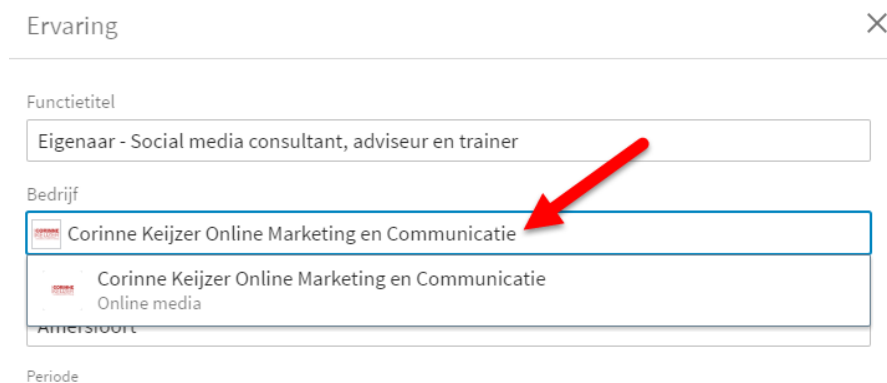 Ervaring
Functietitel
Eigenaar - Social media consultant, adviseur en trainer
Bedrijf
Corinne Keijzer Online Marketing en Communicatie
Corinne Keijzer Online Marketing en Communicatie
Online media
Amersfoort
Periode